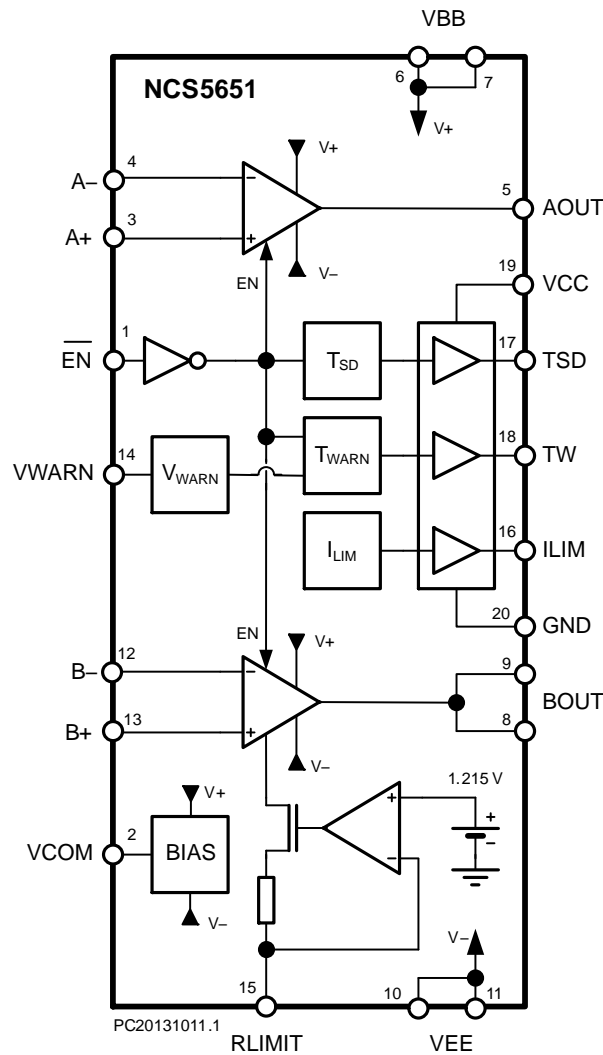 VBB
NCS5651
6
7
V+
4
V+
A–
–
5
AOUT
3
A+
+
19
EN
V–
VCC
1
17
EN
TSD
TSD
14
18
VWARN
VWARN
TWARN
TW
16
ILIM
ILIM
20
GND
EN
V+
12
9
B–
–
BOUT
13
B+
+
8
V–
1.215 V
V+
+
+
2
VCOM
BIAS
–
–
V–
V–
15
10
11
PC20131011.1
RLIMIT
VEE